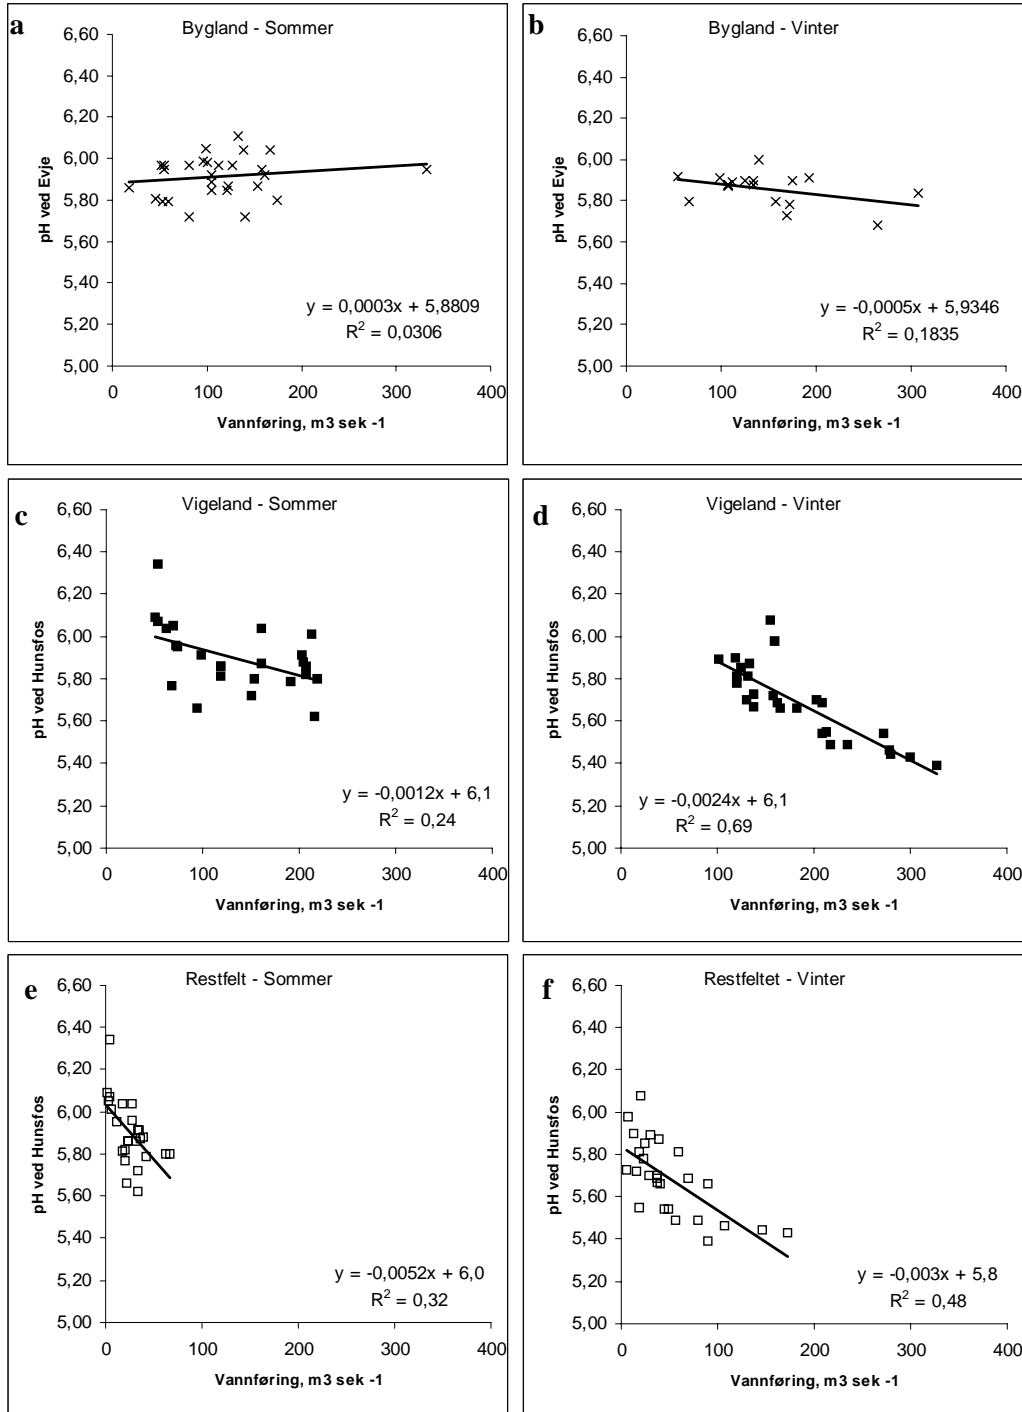 a
Bygland - Sommer
6,60
6,40
6,20
6,00
5,80
5,60
5,40
5,20
5,00
pH ved Evje
y = 0,0003x + 5,8809
R² = 0,0306
0 100 200 300 400
Vannføring, m3 sek -1
b
Bygland - Vinter
6,60
6,40
6,20
6,00
5,80
5,60
5,40
5,20
5,00
pH ved Evje
y = -0,0005x + 5,9346
R² = 0,1835
0 100 200 300 400
Vannføring, m3 sek -1
c
Vigeland - Sommer
6,60
6,40
6,20
6,00
5,80
5,60
5,40
5,20
5,00
pH ved Hunsfos
y = -0,0012x + 6,1
R² = 0,24
0 100 200 300 400
Vannføring, m3 sek -1
d
Vigeland - Vinter
6,60
6,40
6,20
6,00
5,80
5,60
5,40
5,20
5,00
pH ved Hunsfos
y = -0,0024x + 6,1
R² = 0,69
0 100 200 300 400
Vannføring, m3 sek -1
e
Restfelt - Sommer
6,60
6,40
6,20
6,00
5,80
5,60
5,40
5,20
5,00
pH ved Hunsfos
y = -0,0052x + 6,0
R² = 0,32
0 100 200 300 400
Vannføring, m3 sek -1
f
Restfeltet - Vinter
6,60
6,40
6,20
6,00
5,80
5,60
5,40
5,20
5,00
pH ved Hunsfos
y = -0,003x + 5,8
R² = 0,48
0 100 200 300 400
Vannføring, m3 sek -1